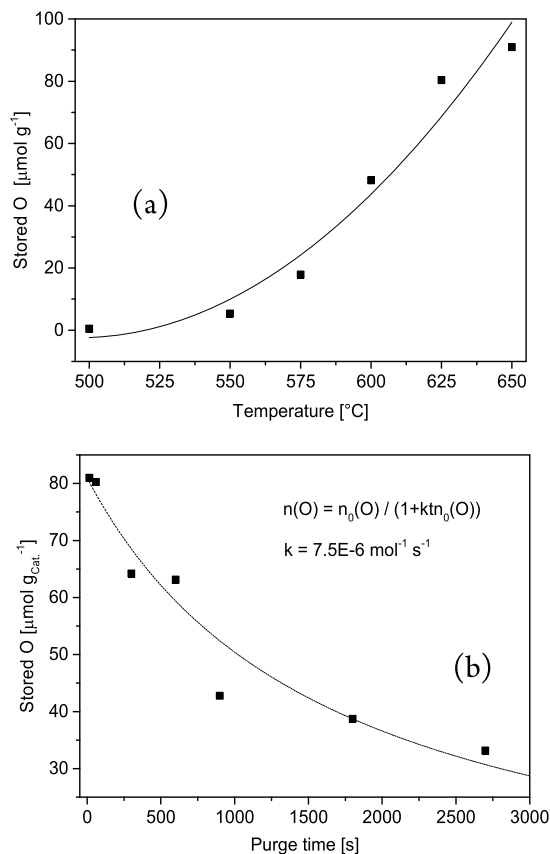 100
80
60
40
20
0
Stored O [µmol g⁻¹]
(a)
500 525 550 575 600 625 650
Temperature [°C]
80
70
60
50
40
30
Stored O [µmol g_Cat.⁻¹]
n(O) = n₀(O) / (1+ktn₀(O))
k = 7.5E-6 mol⁻¹ s⁻¹
(b)
0 500 1000 1500 2000 2500 3000
Purge time [s]